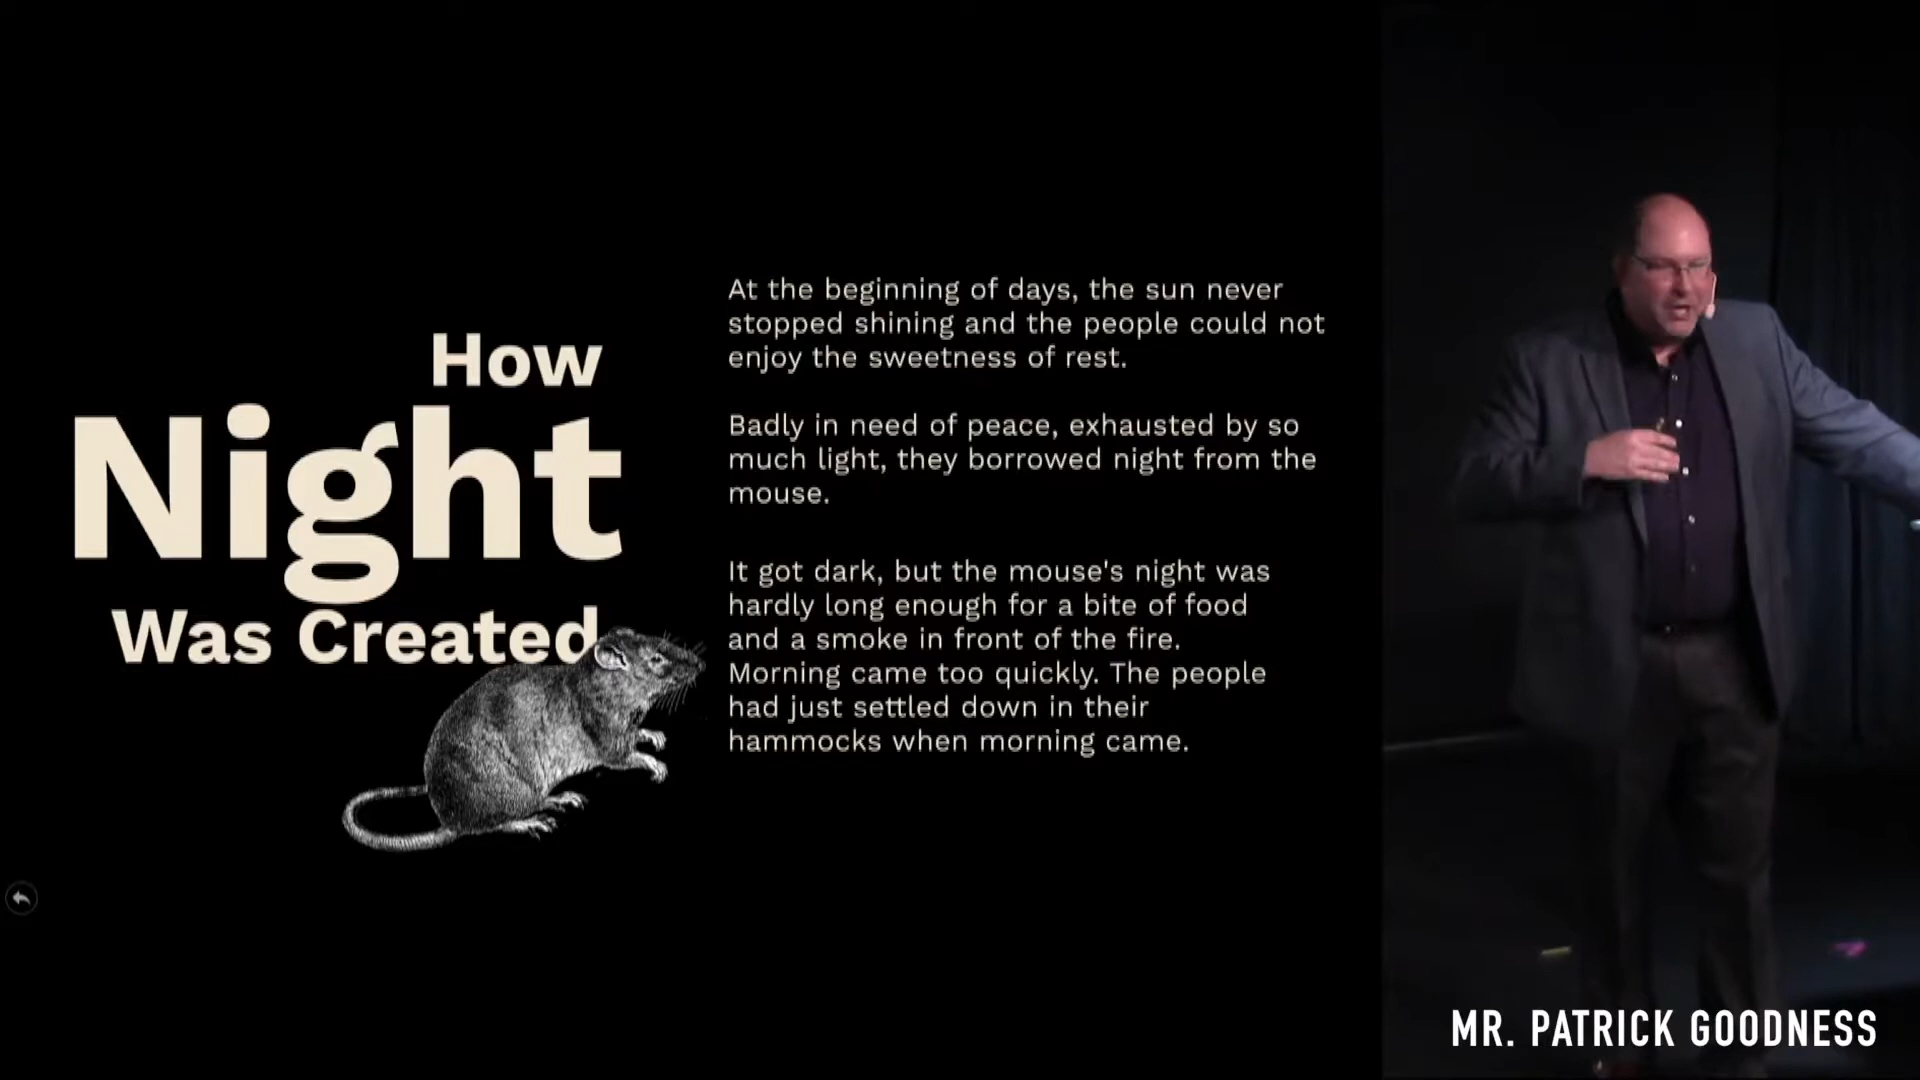 How
Night
Was Created
At the beginning of days, the sun never
stopped shining and the people could not
enjoy the sweetness of rest.
Badly in need of peace, exhausted by so
much light, they borrowed night from the
mouse.
It got dark, but the mouse's night was
hardly long enough for a bite of food
and a smoke in front of the fire.
Morning came too quickly. The people
had just settled down in their
hammocks when morning came.
MR. PATRICK GOODNESS